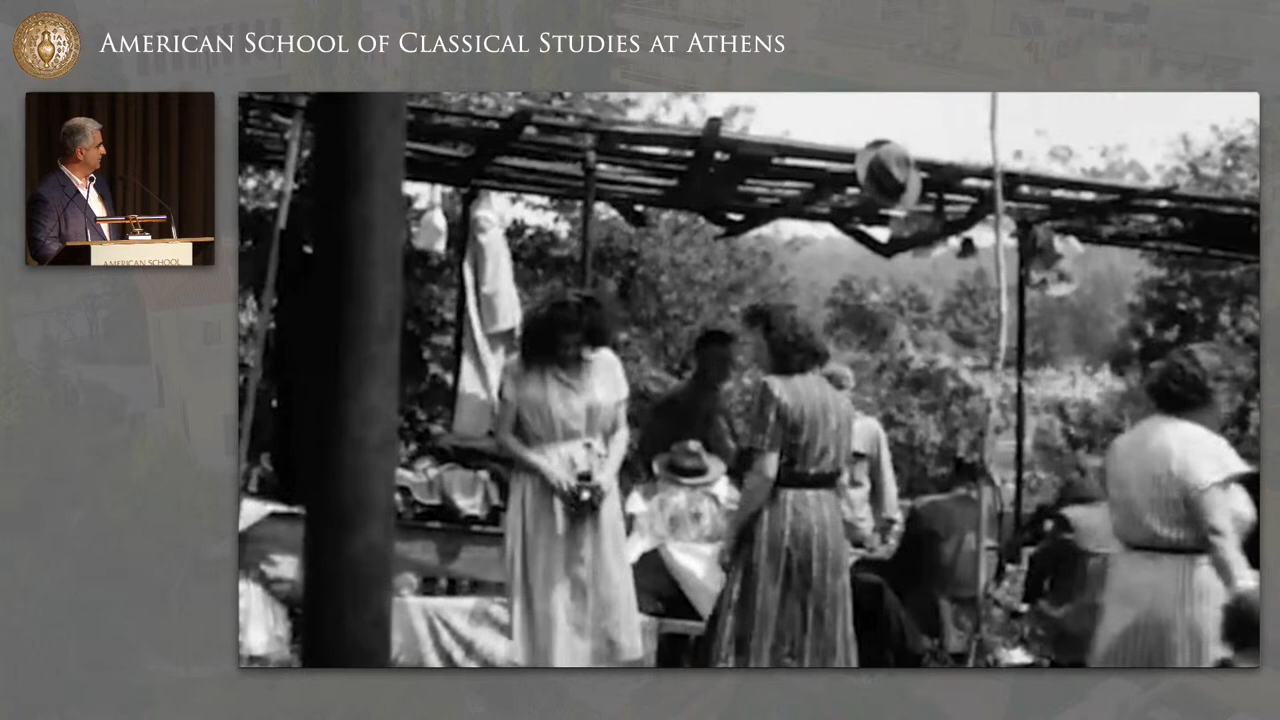 AMERICAN SCHOOL OF CLASSICAL STUDIES AT ATHENS
AMERICAN SCHOOL